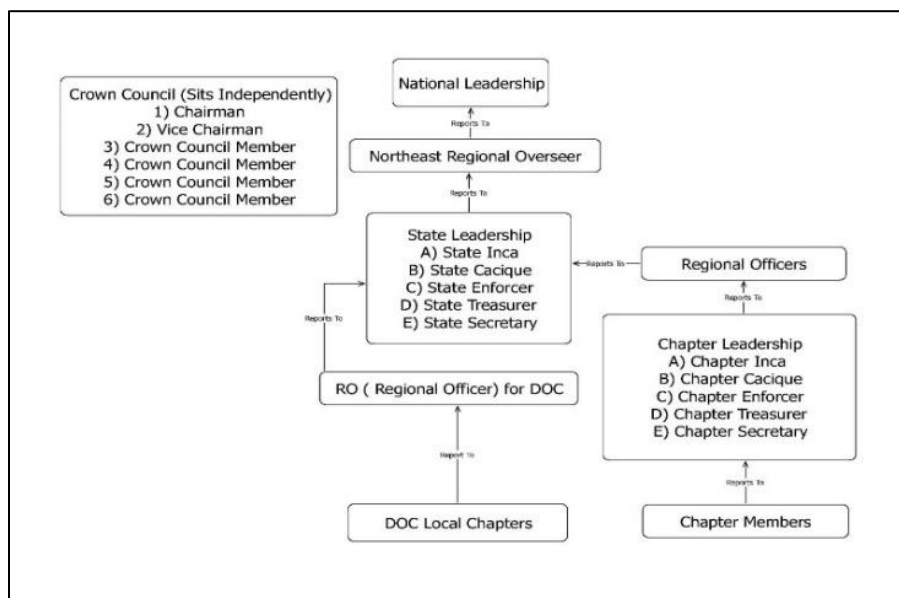 National Leadership
Reports To
Crown Council (Sits Independently)
1) Chairman
2) Vice Chairman
3) Crown Council Member
4) Crown Council Member
5) Crown Council Member
6) Crown Council Member
Northeast Regional Overseer
Reports To
State Leadership
A) State Inca
B) State Cacique
C) State Enforcer
D) State Treasurer
E) State Secretary
Reports To
Regional Officers
Reports To
Reports To
Chapter Leadership
A) Chapter Inca
B) Chapter Cacique
C) Chapter Enforcer
D) Chapter Treasurer
E) Chapter Secretary
RO ( Regional Officer) for DOC
Report To
Reports To
DOC Local Chapters
Chapter Members